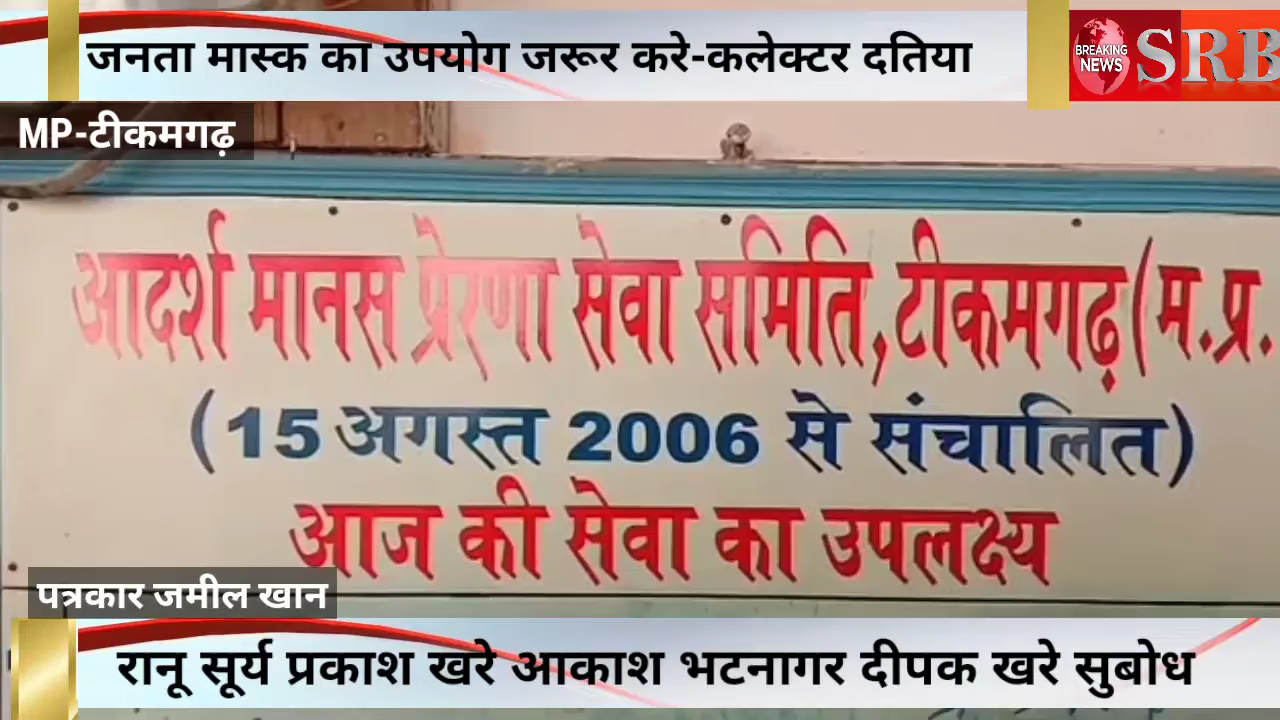 जनता मास्क का उपयोग जरूर करे-कलेक्टर दतिया
BREAKING
NEWS
SRB
MP-टीकमगढ़
आदर्श मानस प्रेरणा सेवा समिति,टीकमगढ़(म.प्र.
(15 अगस्त 2006 से संचालित)
आज की सेवा का उपलक्ष्य
पत्रकार जमील खान
रानू सूर्य प्रकाश खरे आकाश भटनागर दीपक खरे सुबोध